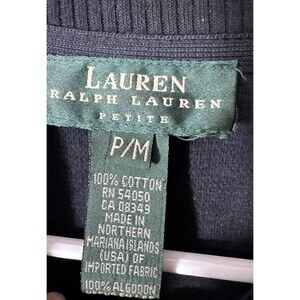 LAUREN
RALPH LAUREN
PETITE
P/M
100% COTTON
RN 54050
CA 08349
MADE IN
NORTHERN
MARIANA ISLANDS
(USA) OF
IMPORTED FABRIC
100% ALGODON